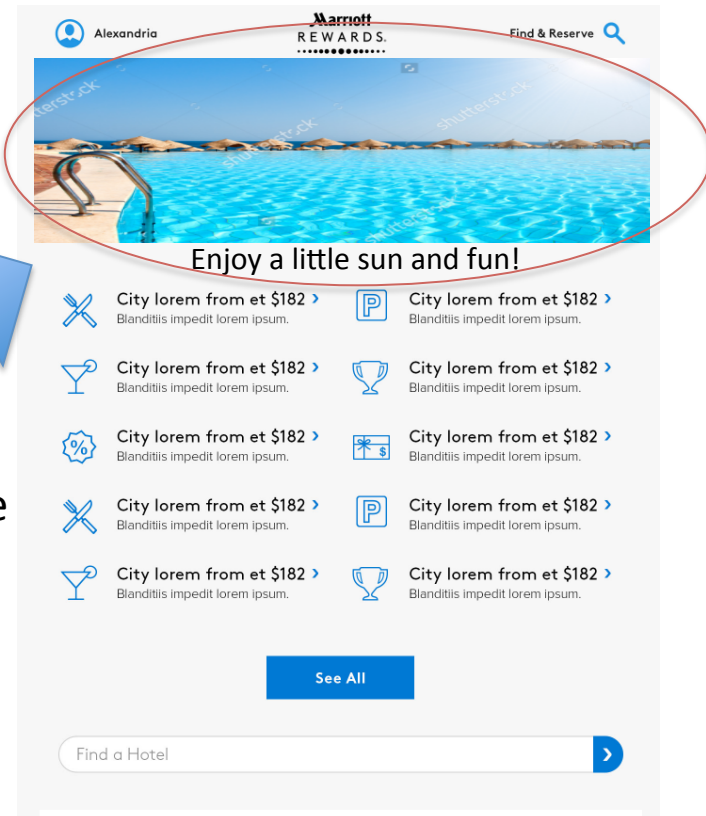 Alexandria
Marriott
REWARDS.
Find & Reserve
shutterstock
shutterstock
shutterstock
Enjoy a little sun and fun!
City lorem from et $182 >
Blanditiis impedit lorem ipsum.
P
City lorem from et $182 >
Blanditiis impedit lorem ipsum.
City lorem from et $182 >
Blanditiis impedit lorem ipsum.
City lorem from et $182 >
Blanditiis impedit lorem ipsum.
%
City lorem from et $182 >
Blanditiis impedit lorem ipsum.
$
City lorem from et $182 >
Blanditiis impedit lorem ipsum.
e
City lorem from et $182 >
Blanditiis impedit lorem ipsum.
P
City lorem from et $182 >
Blanditiis impedit lorem ipsum.
City lorem from et $182 >
Blanditiis impedit lorem ipsum.
City lorem from et $182 >
Blanditiis impedit lorem ipsum.
See All
Find a Hotel